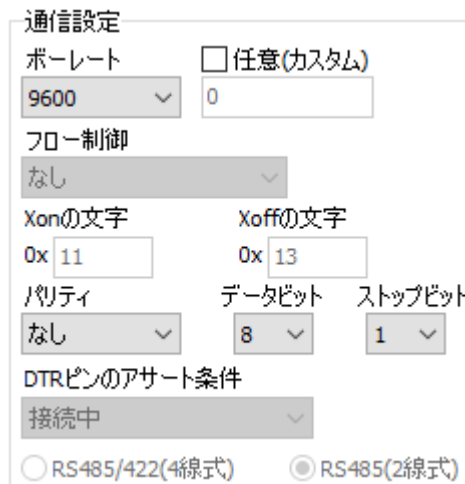 通信設定
ボーレート □任意(カスタム)
9600 0
フロー制御
なし
Xonの文字 Xoffの文字
0x 11 0x 13
パリティ データビット ストップビット
なし 8 1
DTRピンのアサート条件
接続中
RS485/422(4線式) RS485(2線式)